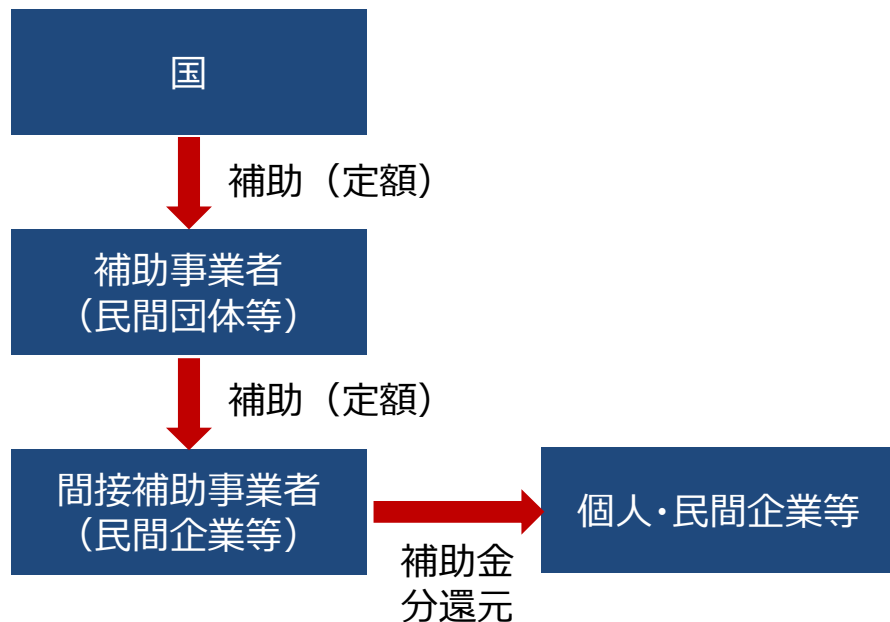 国
補助（定額）
補助事業者
（民間団体等）
補助（定額）
間接補助事業者
（民間企業等）
個人・民間企業等
補助金
分還元